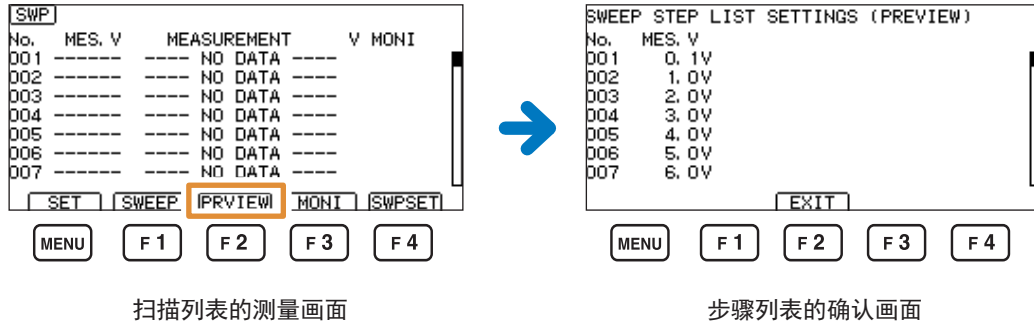 SWP
No. MES. V MEASUREMENT V MONI
001 ------ ---- NO DATA ----
002 ------ ---- NO DATA ----
003 ------ ---- NO DATA ----
004 ------ ---- NO DATA ----
005 ------ ---- NO DATA ----
006 ------ ---- NO DATA ----
007 ------ ---- NO DATA ----
SET SWEEP PRVIEW MONI SWPSET
MENU F1 F2 F3 F4
扫描列表的测量画面
SWEEP STEP LIST SETTINGS (PREVIEW)
No. MES. V
001 0. 1V
002 1. 0V
003 2. 0V
004 3. 0V
005 4. 0V
006 5. 0V
007 6. 0V
EXIT
MENU F1 F2 F3 F4
步骤列表的确认画面